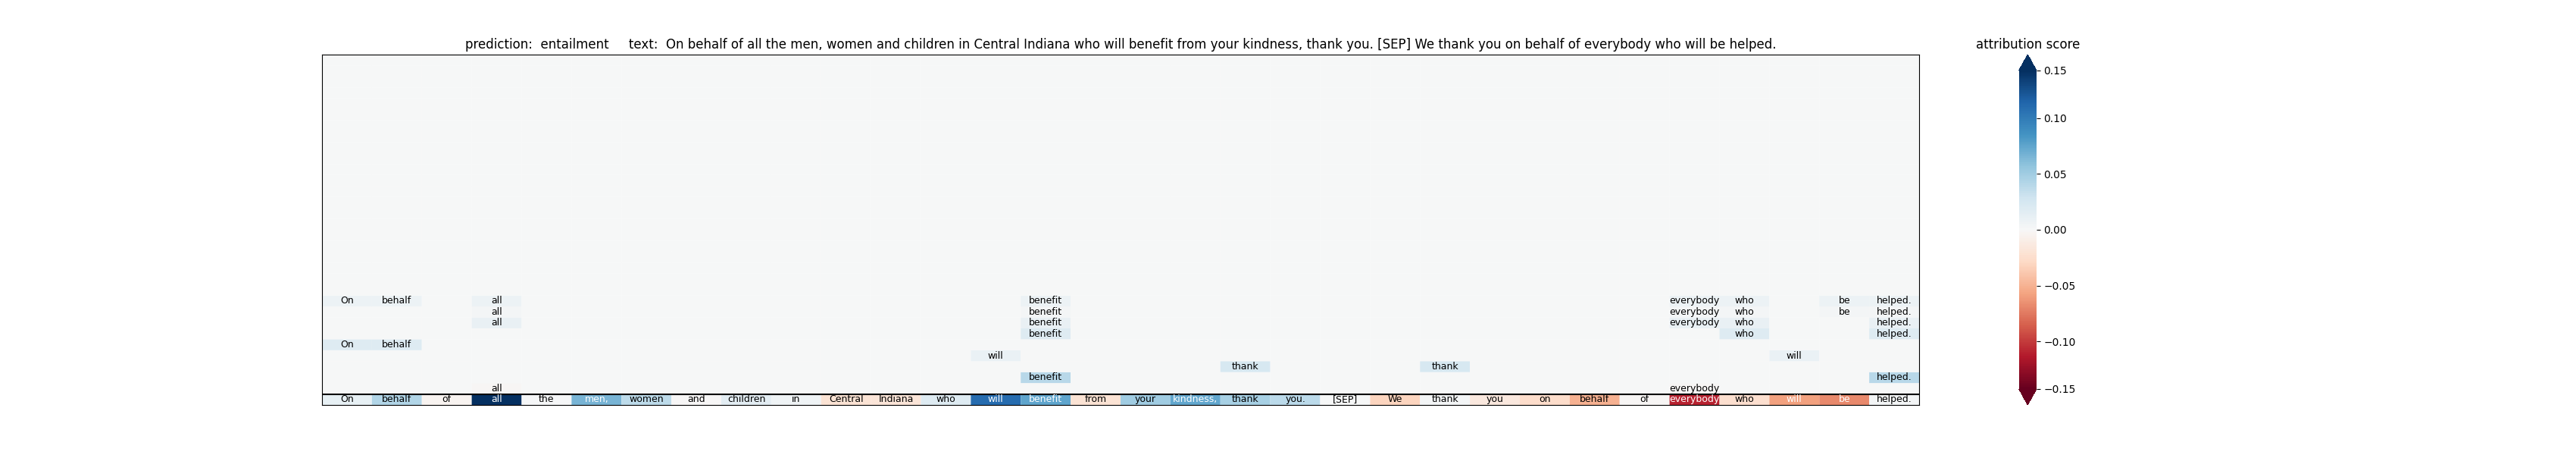 prediction:  entailment     text:  On behalf of all the men, women and children in Central Indiana who will benefit from your kindness, thank you. [SEP] We thank you on behalf of everybody who will be helped.
attribution score
0.15
0.10
0.05
0.00
−0.05
−0.10
−0.15
On behalf all benefit everybody who be helped.
all benefit everybody who be helped.
all benefit everybody who helped.
benefit who helped.
On behalf
will will
thank thank
benefit helped.
all everybody
On behalf of all the men, women and children in Central Indiana who will benefit from your kindness, thank you. [SEP] We thank you on behalf of everybody who will be helped.